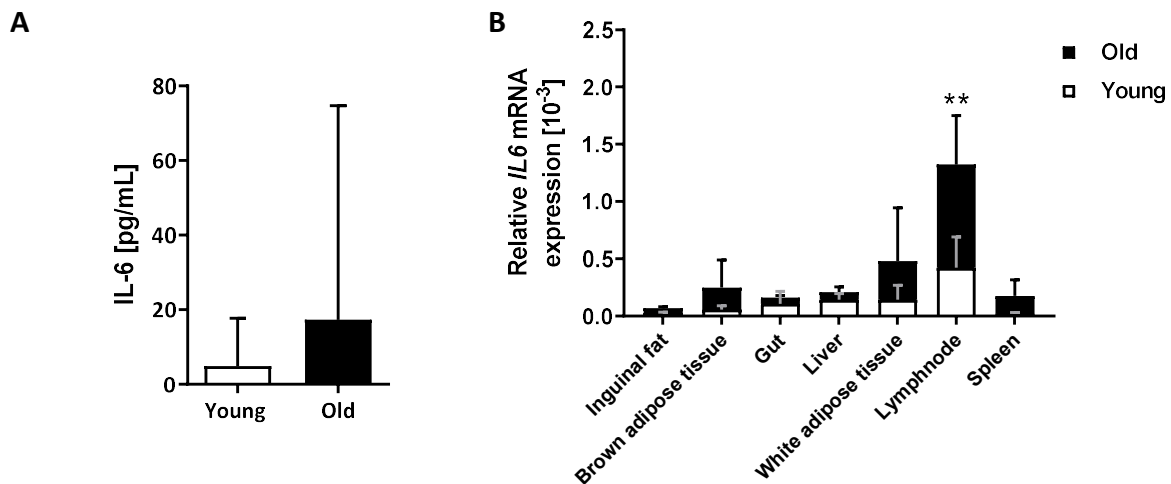 A
IL-6 [pg/mL]
80
60
40
20
0
Young
Old
B
Relative IL6 mRNA
expression [10-3]
2.5
2.0
1.5
1.0
0.5
0.0
**
Inguinal fat
Brown adipose tissue
Gut
Liver
White adipose tissue
Lymphnode
Spleen
Old
Young